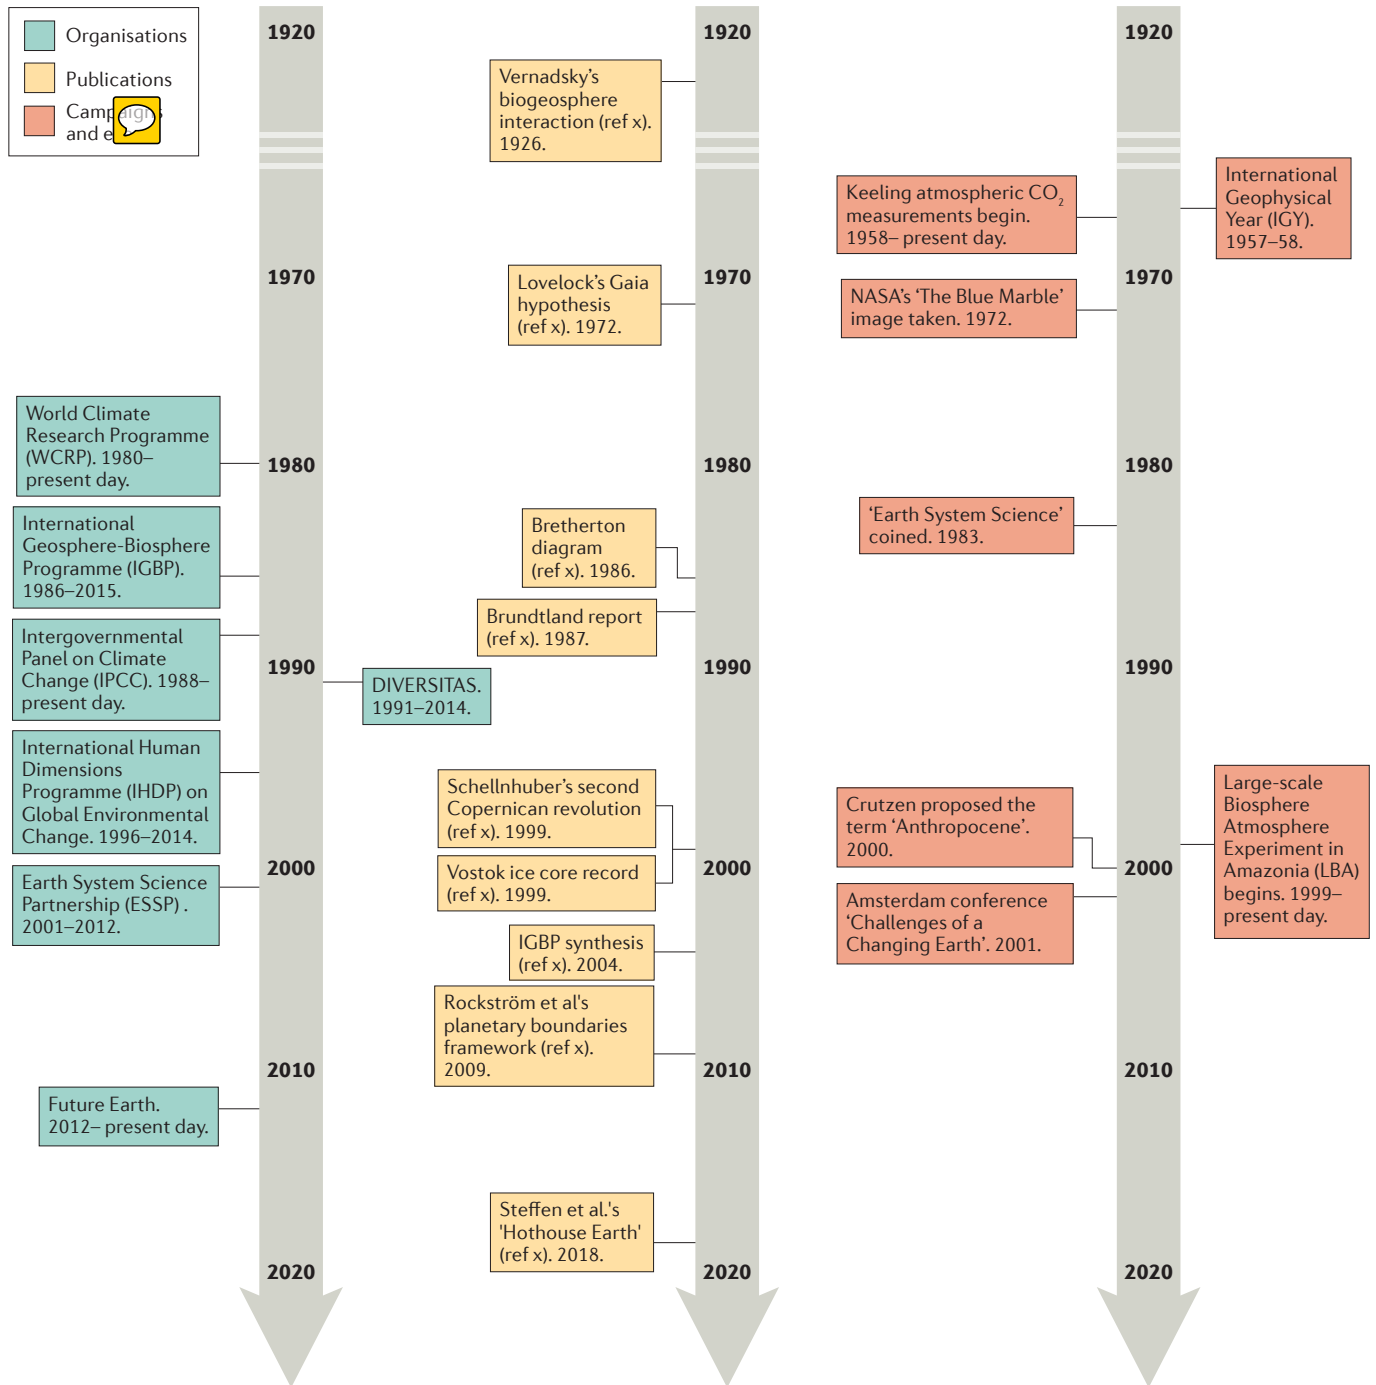 Organisations
Publications
and
1920
1970
1980
1990
2000
2010
2020
World Climate
Research Programme
(WCRP). 1980–
present day.
International
Geosphere-Biosphere
Programme (IGBP).
1986–2015.
Intergovernmental
Panel on Climate
Change (IPCC). 1988–
present day.
International Human
Dimensions
Programme (IHDP) on
Global Environmental
Change. 1996–2014.
Earth System Science
Partnership (ESSP) .
2001–2012.
Future Earth.
2012– present day.
DIVERSITAS.
1991–2014.
1920
1970
1980
1990
2000
2010
2020
Vernadsky’s
biogeosphere
interaction (ref x).
1926.
Lovelock’s Gaia
hypothesis
(ref x). 1972.
Bretherton
diagram
(ref x). 1986.
Brundtland report
(ref x). 1987.
Schellnhuber’s second
Copernican revolution
(ref x). 1999.
Vostok ice core record
(ref x). 1999.
IGBP synthesis
(ref x). 2004.
Rockström et al's
planetary boundaries
framework (ref x).
2009.
Steffen et al.'s
'Hothouse Earth'
(ref x). 2018.
1920
1970
1980
1990
2000
2010
2020
Keeling atmospheric CO₂
measurements begin.
1958– present day.
NASA’s ‘The Blue Marble’
image taken. 1972.
‘Earth System Science’
coined. 1983.
Crutzen proposed the
term ‘Anthropocene’.
2000.
Amsterdam conference
‘Challenges of a
Changing Earth’. 2001.
International
Geophysical
Year (IGY).
1957–58.
Large-scale
Biosphere
Atmosphere
Experiment in
Amazonia (LBA)
begins. 1999–
present day.